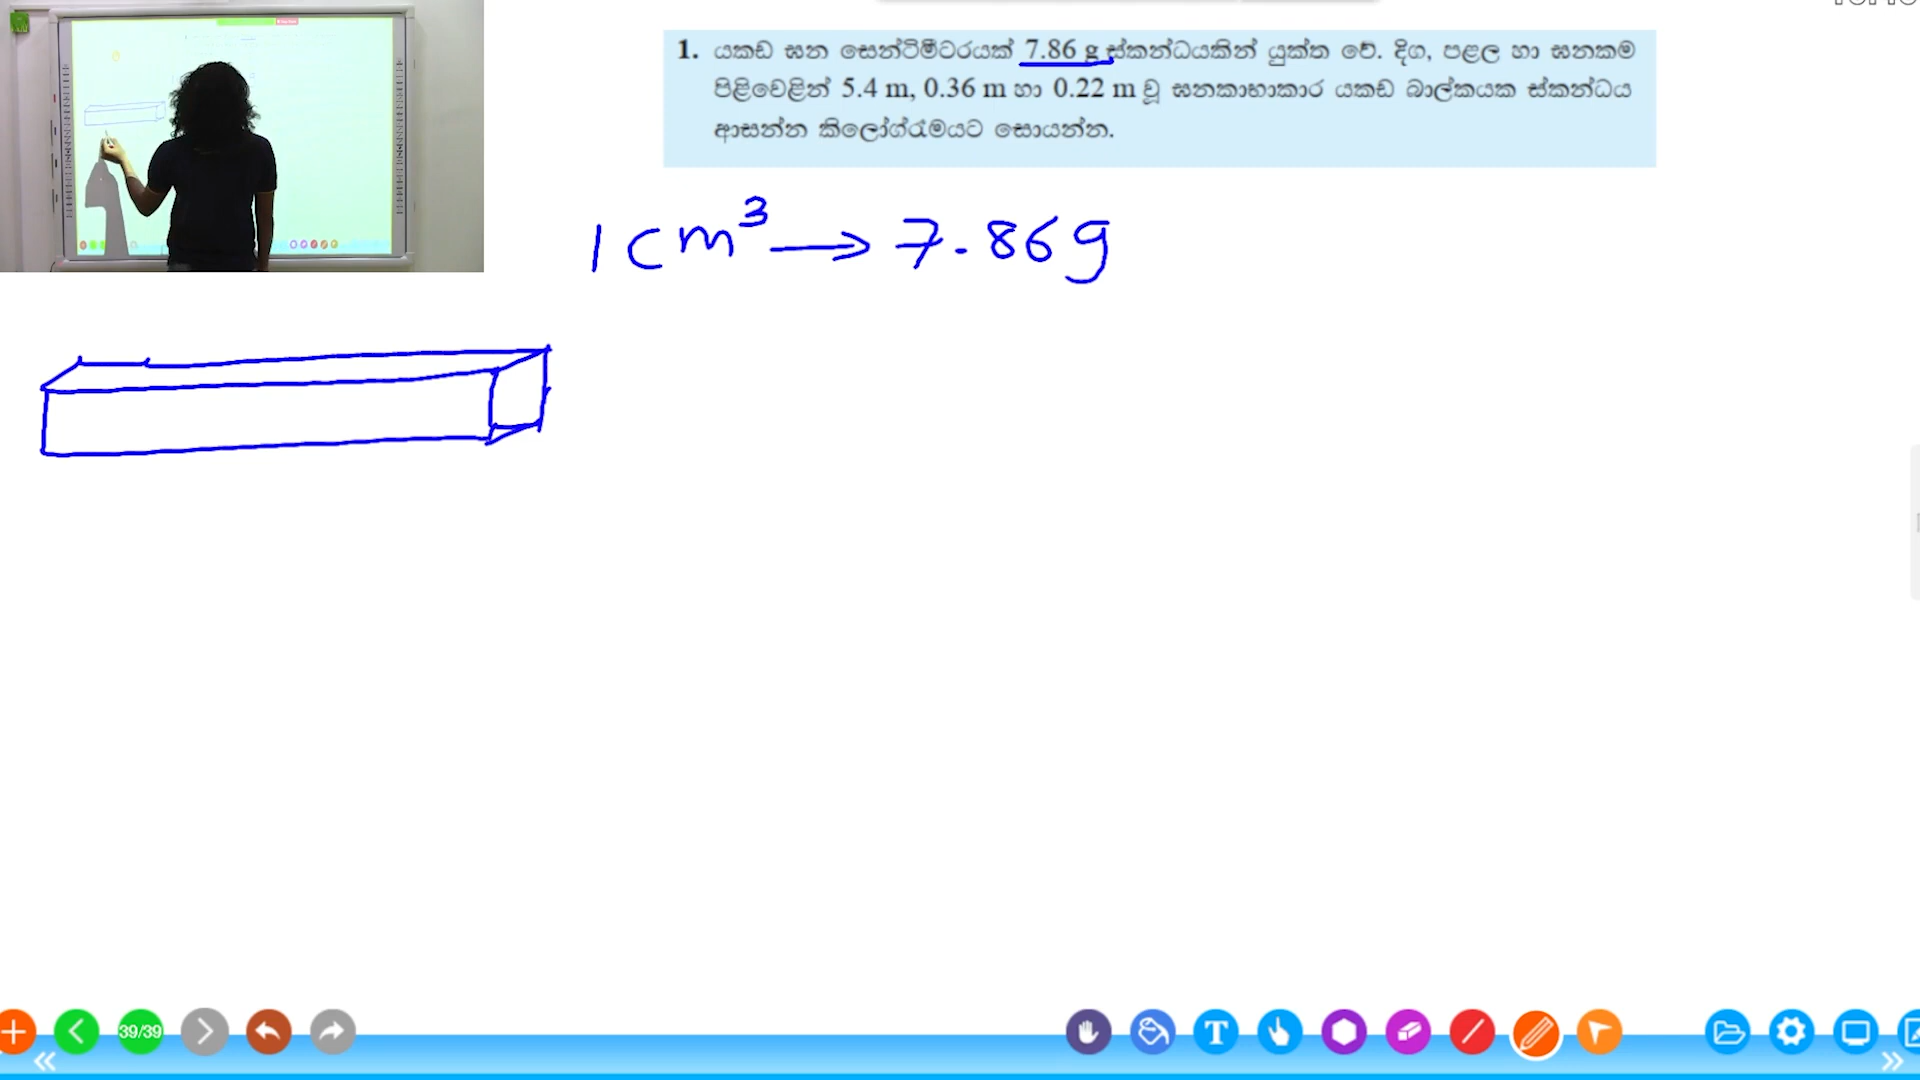 1. යකඩ ඝන සෙන්ටිමීටරයක් 7.86 g ස්කන්ධයකින් යුක්ත වේ. දිග, පළල හා ඝනකම
පිළිවෙළින් 5.4 m, 0.36 m හා 0.22 m වූ ඝනකාභාකාර යකඩ බාල්කයක ස්කන්ධය
ආසන්න කිලෝග්රෑමයට සොයන්න.
1 cm³ → 7.86 g
39/39
T